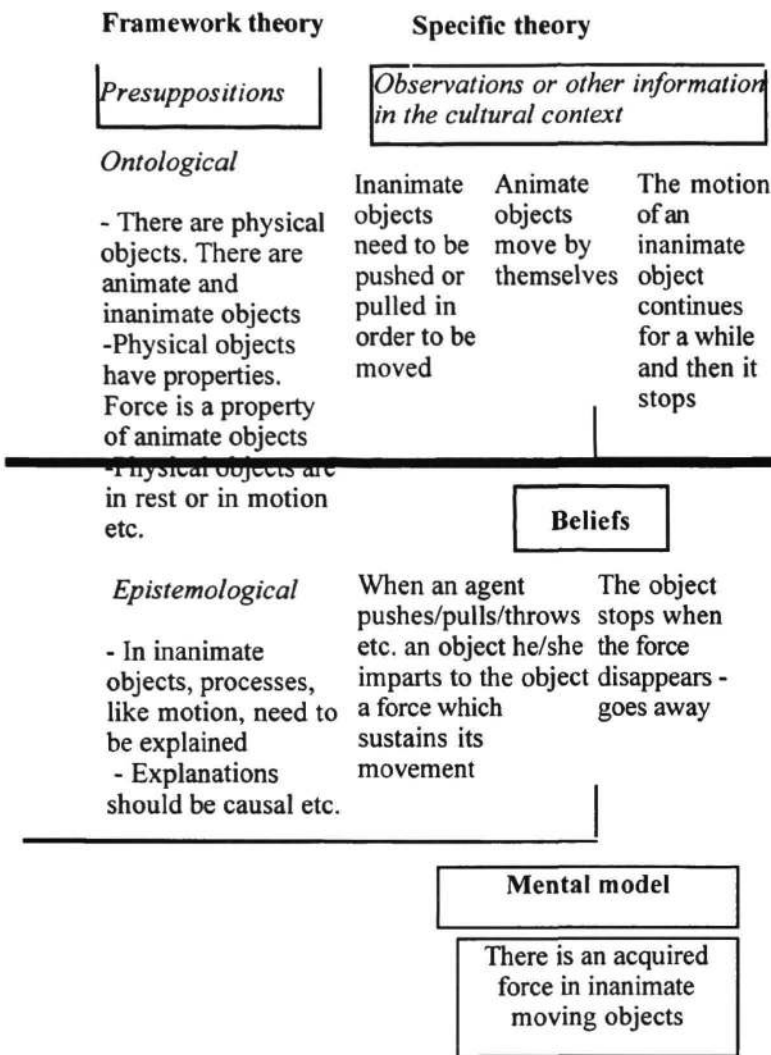 Framework theory
Specific theory
Presuppositions
Observations or other information
in the cultural context
Ontological
- There are physical
objects. There are
animate and
inanimate objects
-Physical objects
have properties.
Force is a property
of animate objects
-Physical objects are
in rest or in motion
etc.
Inanimate
objects
need to be
pushed or
pulled in
order to be
moved
Animate
objects
move by
themselves
The motion
of an
inanimate
object
continues
for a while
and then it
stops
Beliefs
Epistemological
- In inanimate
objects, processes,
like motion, need to
be explained
- Explanations
should be causal etc.
When an agent
pushes/pulls/throws
etc. an object he/she
imparts to the object
a force which
sustains its
movement
The object
stops when
the force
disappears -
goes away
Mental model
There is an acquired
force in inanimate
moving objects